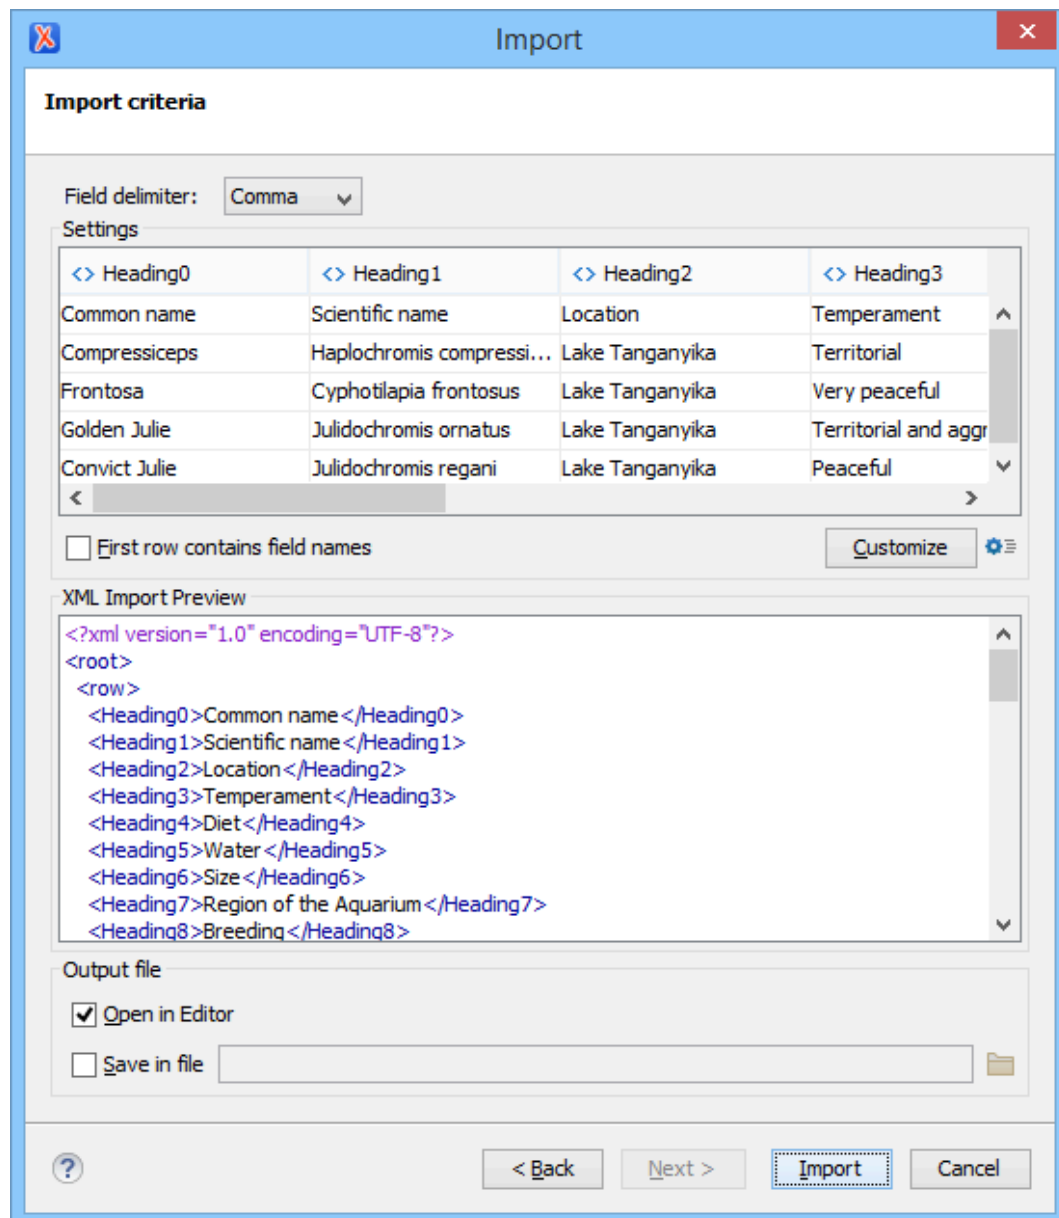 Import
Import criteria
Field delimiter: Comma
Settings
<> Heading0 <> Heading1 <> Heading2 <> Heading3
Common name Scientific name Location Temperament
Compressiceps Haplochromis compressi... Lake Tanganyika Territorial
Frontosa Cyphotilapia frontosus Lake Tanganyika Very peaceful
Golden Julie Julidochromis ornatus Lake Tanganyika Territorial and aggr
Convict Julie Julidochromis regani Lake Tanganyika Peaceful
First row contains field names Customize
XML Import Preview
<?xml version="1.0" encoding="UTF-8"?>
<root>
<row>
<Heading0>Common name</Heading0>
<Heading1>Scientific name</Heading1>
<Heading2>Location</Heading2>
<Heading3>Temperament</Heading3>
<Heading4>Diet</Heading4>
<Heading5>Water</Heading5>
<Heading6>Size</Heading6>
<Heading7>Region of the Aquarium</Heading7>
<Heading8>Breeding</Heading8>
Output file
Open in Editor
Save in file
? < Back Next > Import Cancel